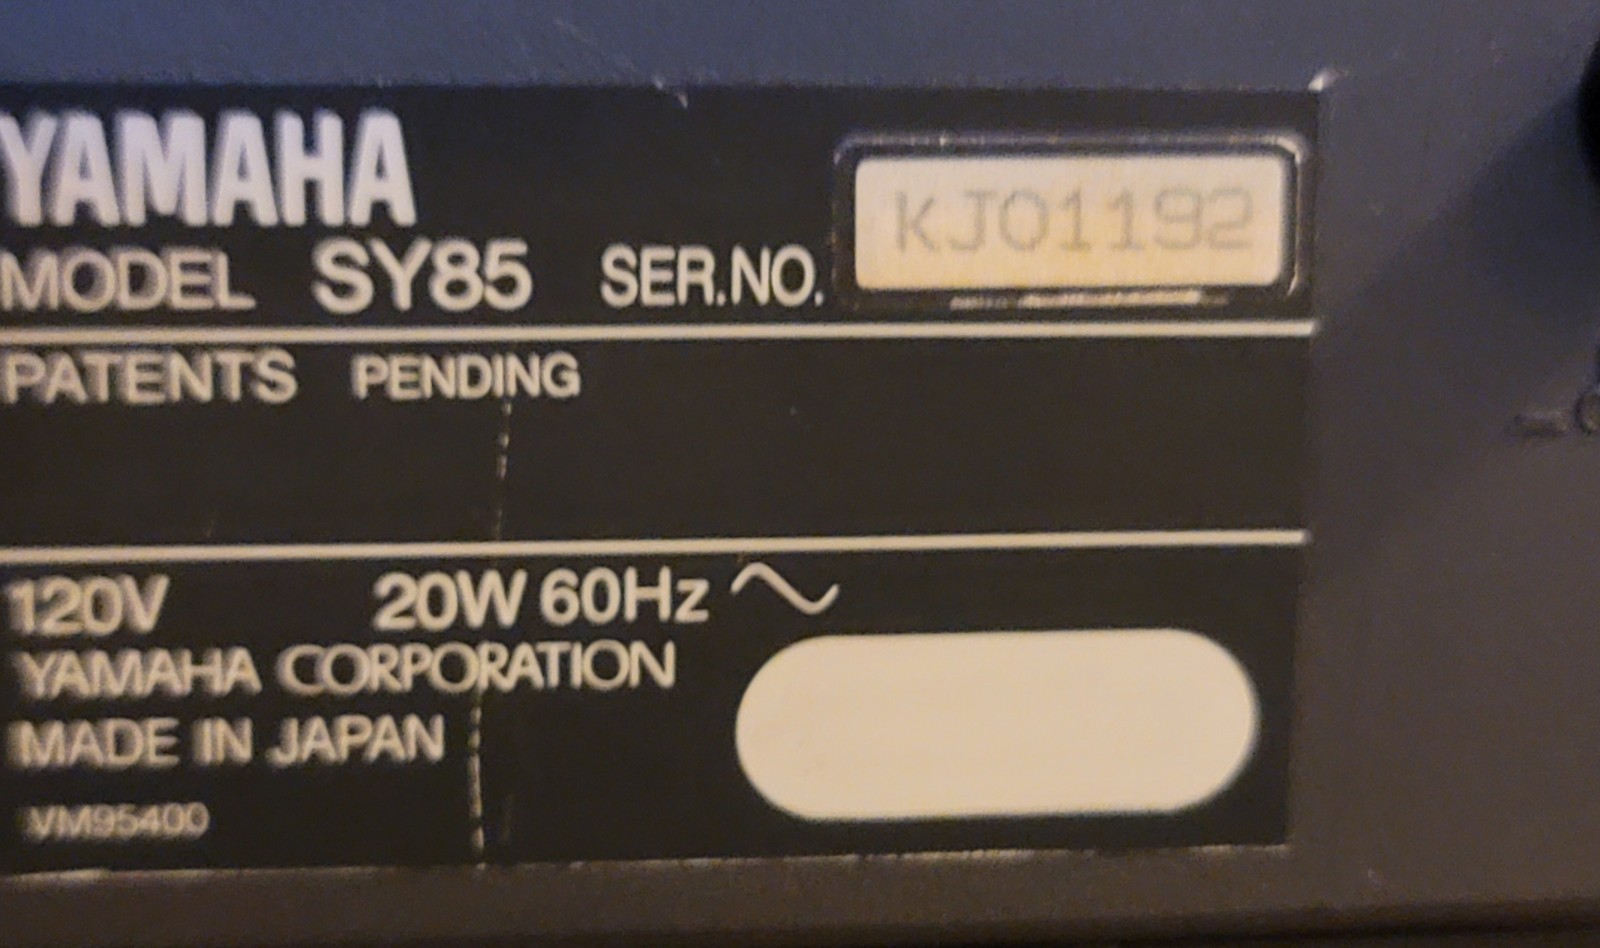 YAMAHA
MODEL SY85 SER.NO. KJ01192
PATENTS PENDING
120V 20W 60Hz
YAMAHA CORPORATION
MADE IN JAPAN
VM95400